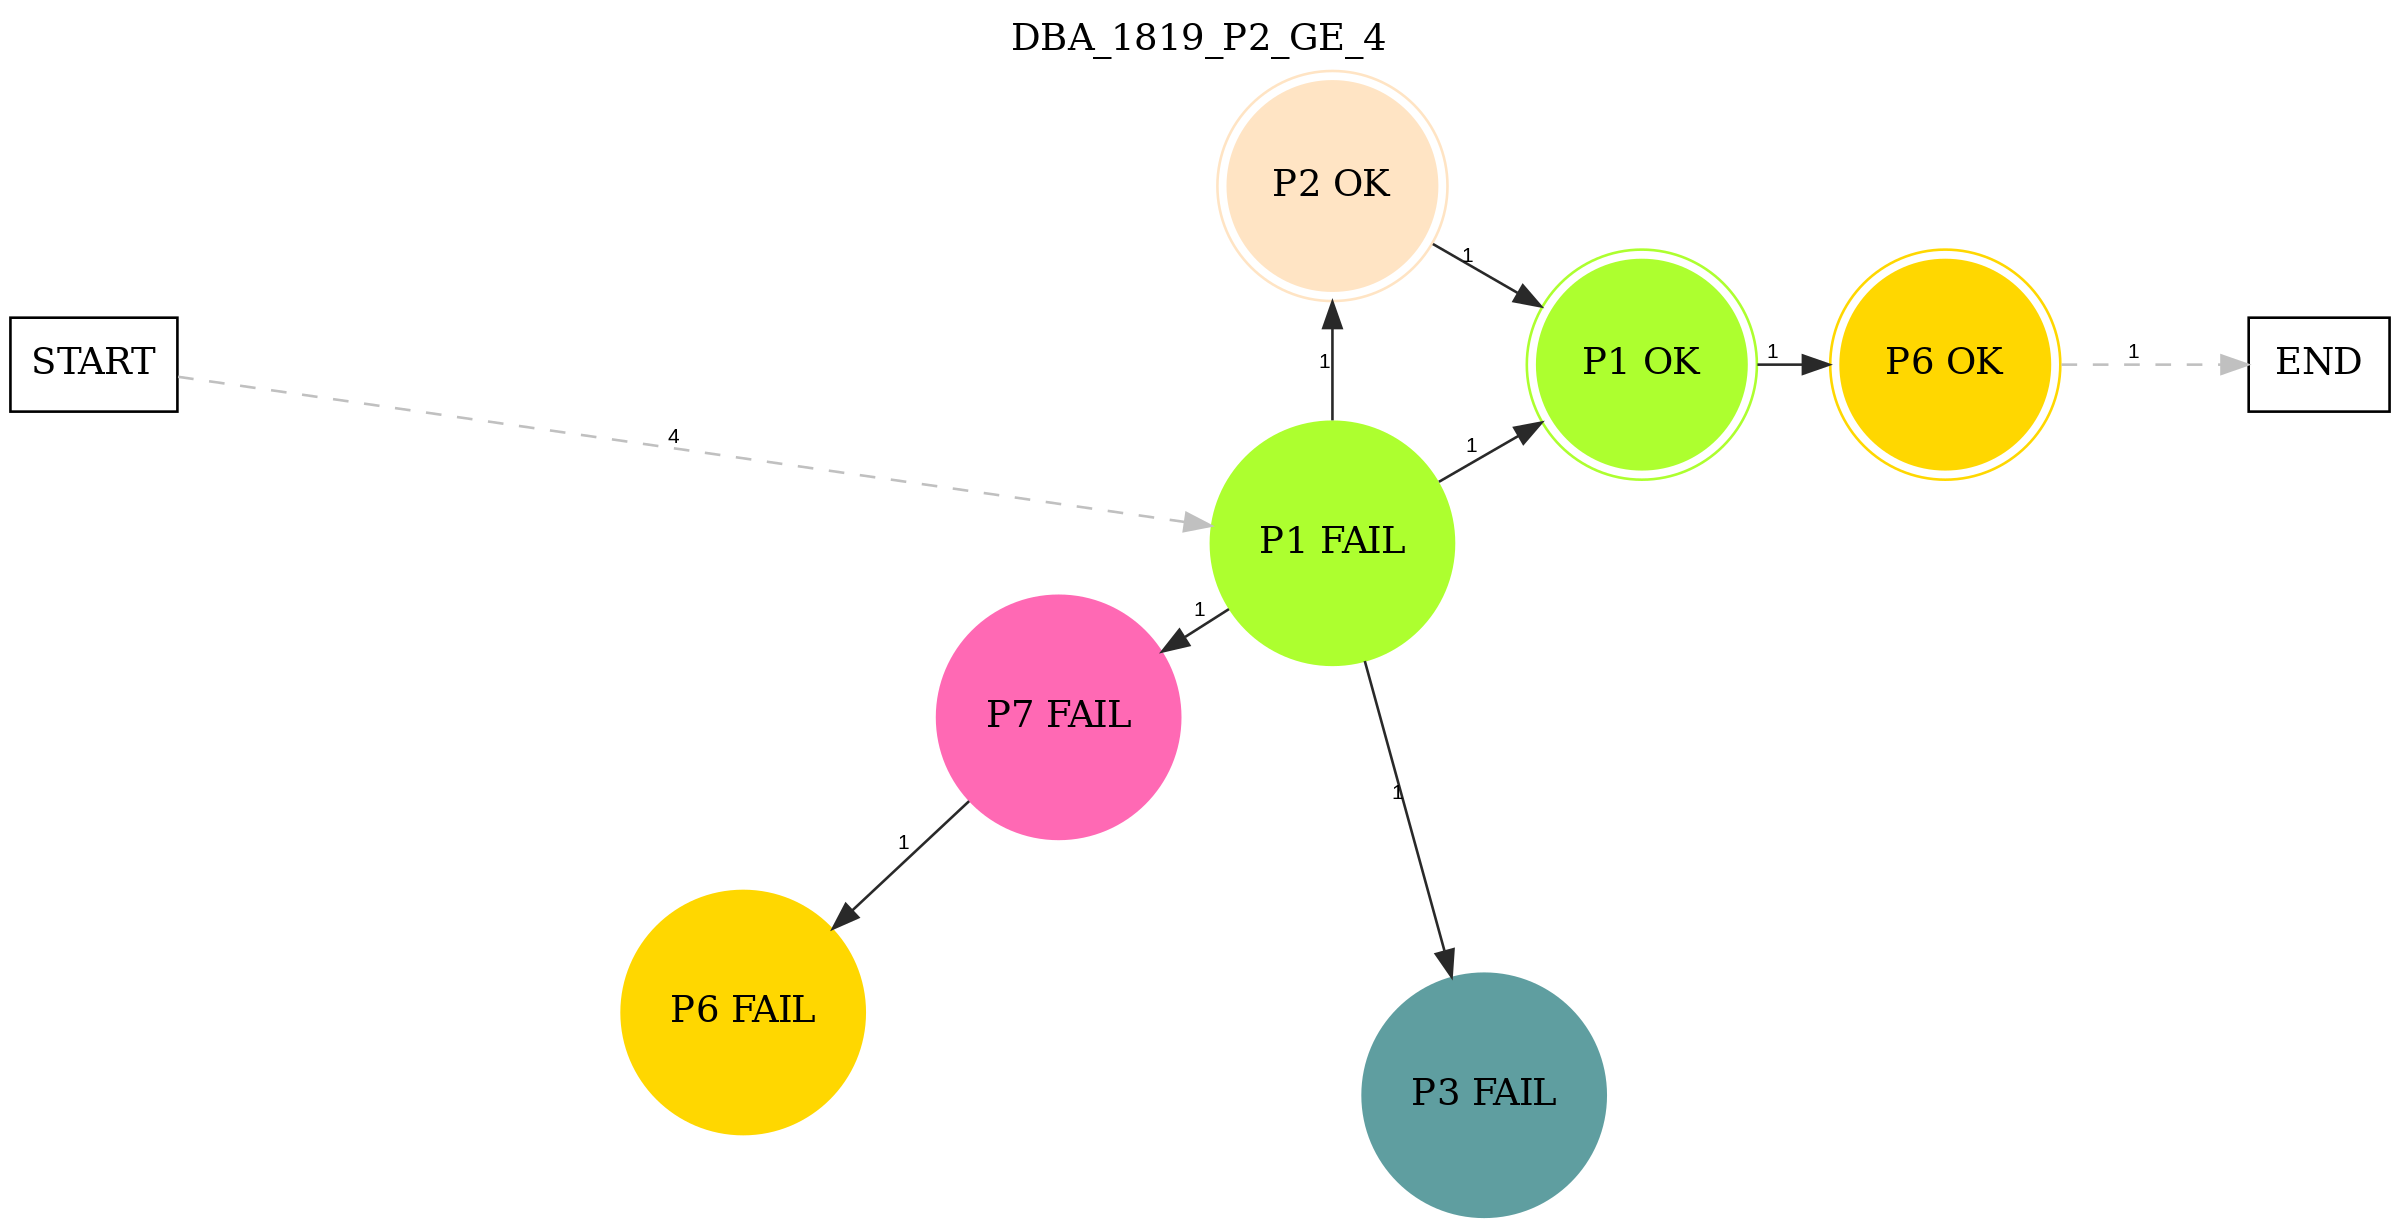 DBA_1819_P2_GE_4
P2 OK
1
1
START
P1 OK
1
P6 OK
1
END
4
1
P1 FAIL
1
P7 FAIL
1
1
P6 FAIL
P3 FAIL